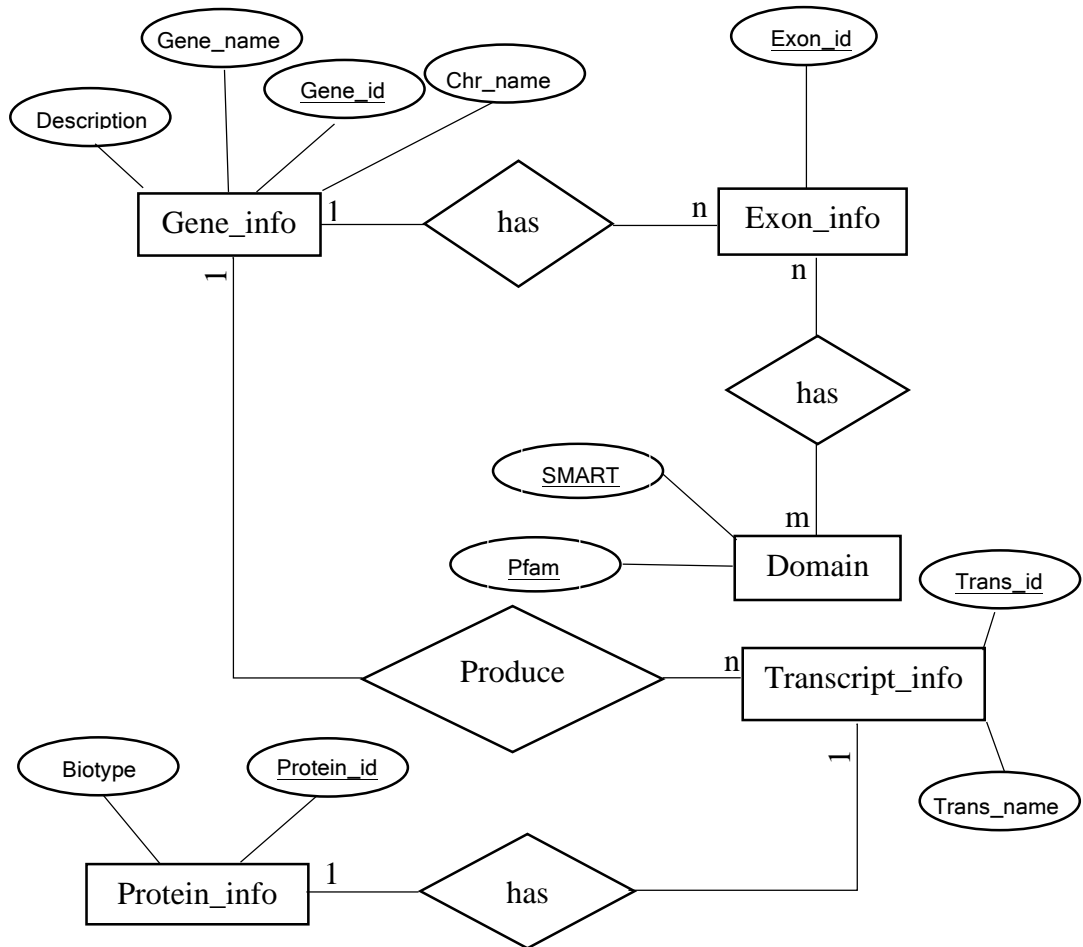 Gene_name
Exon_id
Gene_id
Chr_name
Description
Gene_info
1
has
n
Exon_info
1
n
has
SMART
m
Pfam
Domain
Trans_id
Produce
n
Transcript_info
1
Biotype
Protein_id
Trans_name
Protein_info
1
has